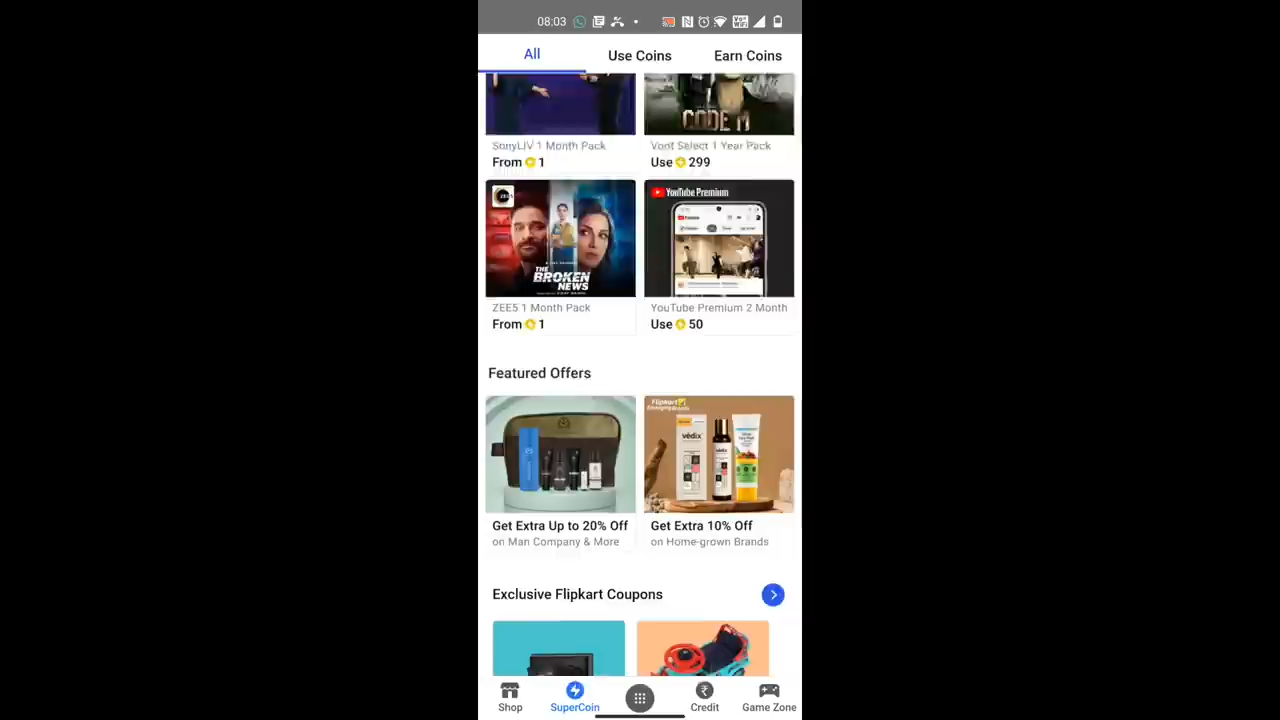 08:03
All
Use Coins
Earn Coins
CODE M
SonyLIV 1 Month Pack
Voot Select 1 Year Pack
From 1
Use 299
YouTube Premium
THE
BROKEN
NEWS
ZEE5 1 Month Pack
YouTube Premium 2 Month
From 1
Use 50
Featured Offers
Flipkart
vedix
Get Extra Up to 20% Off
Get Extra 10% Off
on Man Company & More
on Home-grown Brands
Exclusive Flipkart Coupons
Shop
SuperCoin
Credit
Game Zone